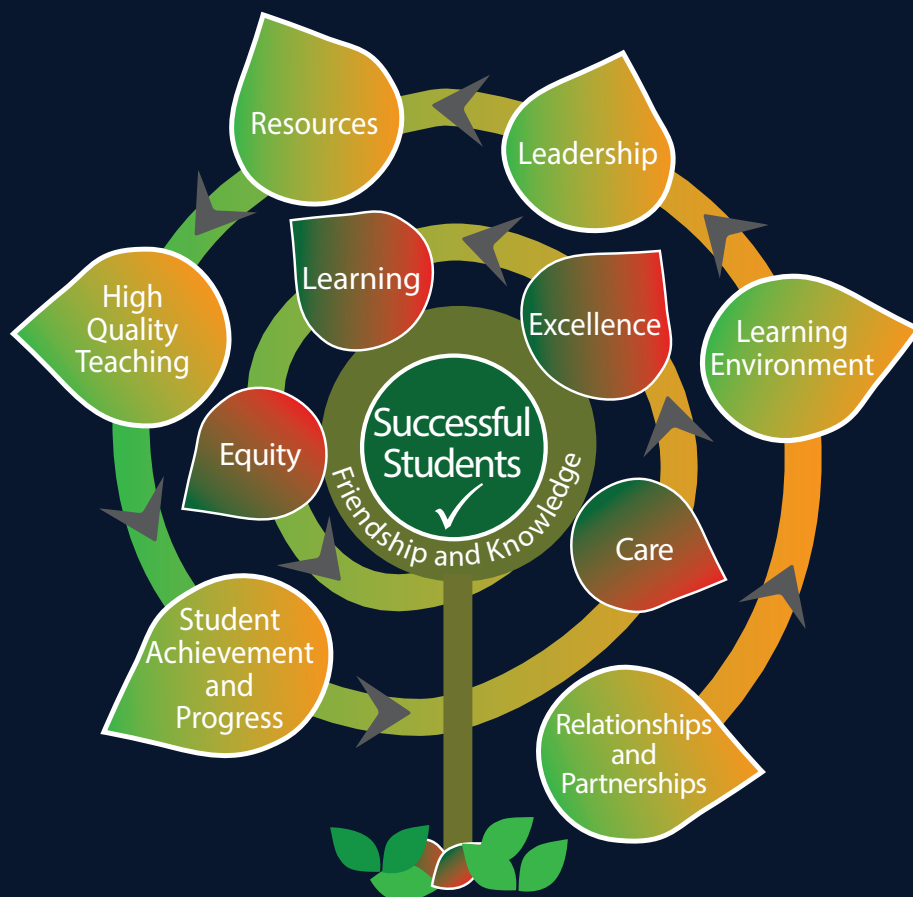 Resources
Leadership
Learning
Excellence
High
Quality
Teaching
Learning
Environment
Equity
Successful
Students
Friendship and Knowledge
Care
Student
Achievement
and
Progress
Relationships
and
Partnerships